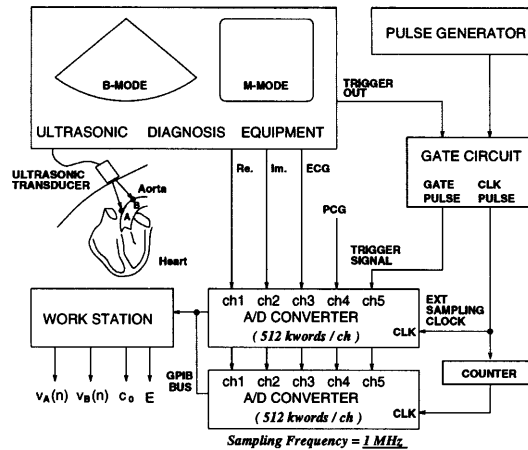 PULSE GENERATOR
B-MODE
M-MODE
TRIGGER
OUT
ULTRASONIC DIAGNOSIS EQUIPMENT
GATE CIRCUIT
GATE
PULSE
CLK
PULSE
ULTRASONIC
TRANSDUCER
Aorta
B
A
Heart
Re.
Im.
ECG
PCG
TRIGGER
SIGNAL
WORK STATION
ch1 ch2 ch3 ch4 ch5
A/D CONVERTER
( 512 kwords / ch )
CLK
EXT
SAMPLING
CLOCK
COUNTER
GPIB
BUS
vA(n) vB(n) c0 E
ch1 ch2 ch3 ch4 ch5
A/D CONVERTER
( 512 kwords / ch )
CLK
Sampling Frequency = 1 MHz